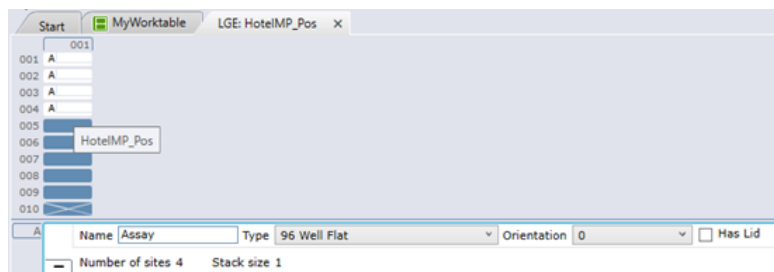 Start MyWorktable LGE: HotelMP_Pos ×
001
001 A
002 A
003 A
004 A
005
006 HotelMP_Pos
007
008
009
010
A Name Assay Type 96 Well Flat Orientation 0 Has Lid
Number of sites 4 Stack size 1